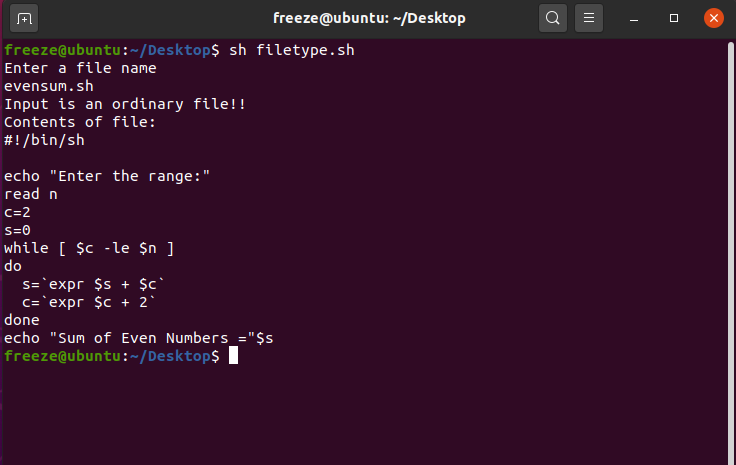 freeze@ubuntu: ~/Desktop
freeze@ubuntu:~/Desktop$ sh filetype.sh
Enter a file name
evensum.sh
Input is an ordinary file!!
Contents of file:
#!/bin/sh

echo "Enter the range:"
read n
c=2
s=0
while [ $c -le $n ]
do
  s=`expr $s + $c`
  c=`expr $c + 2`
done
echo "Sum of Even Numbers ="$s
freeze@ubuntu:~/Desktop$